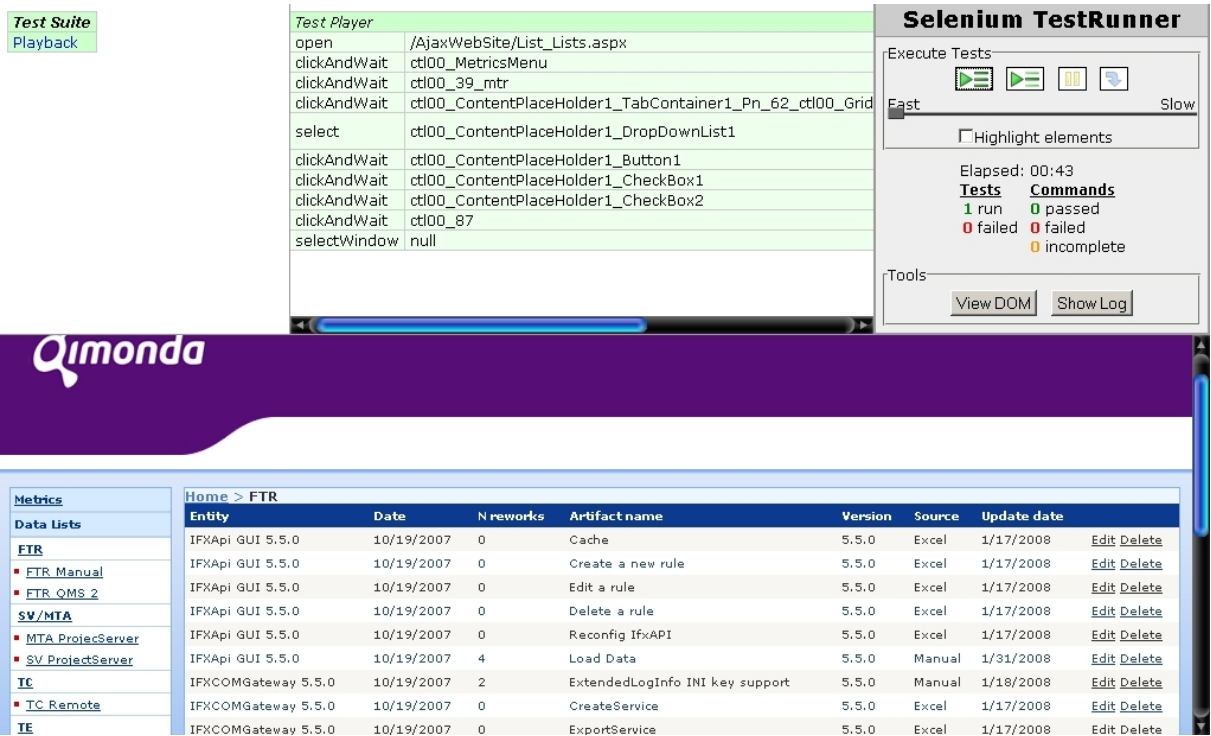 Test Suite
Playback
Test Player
open /AjaxWebSite/List_Lists.aspx
clickAndWait ctl00_MetricsMenu
clickAndWait ctl00_39_mtr
clickAndWait ctl00_ContentPlaceHolder1_TabContainer1_Pn_62_ctl00_Grid
select ctl00_ContentPlaceHolder1_DropDownList1
clickAndWait ctl00_ContentPlaceHolder1_Button1
clickAndWait ctl00_ContentPlaceHolder1_CheckBox1
clickAndWait ctl00_ContentPlaceHolder1_CheckBox2
clickAndWait ctl00_87
selectWindow null
Selenium TestRunner
Execute Tests
Fast Slow
Highlight elements
Elapsed: 00:43
Tests Commands
1 run 0 passed
0 failed 0 failed
0 incomplete
Tools
View DOM Show Log
Qimonda
Metrics
Data Lists
FTR
FTR Manual
FTR QMS 2
SV/MTA
MTA ProjecServer
SV ProjectServer
TC
TC Remote
TE
Home > FTR
Entity Date N reworks Artifact name Version Source Update date
IFXApi GUI 5.5.0 10/19/2007 0 Cache 5.5.0 Excel 1/17/2008 Edit Delete
IFXApi GUI 5.5.0 10/19/2007 0 Create a new rule 5.5.0 Excel 1/17/2008 Edit Delete
IFXApi GUI 5.5.0 10/19/2007 0 Edit a rule 5.5.0 Excel 1/17/2008 Edit Delete
IFXApi GUI 5.5.0 10/19/2007 0 Delete a rule 5.5.0 Excel 1/17/2008 Edit Delete
IFXApi GUI 5.5.0 10/19/2007 0 Reconfig IfxAPI 5.5.0 Excel 1/17/2008 Edit Delete
IFXApi GUI 5.5.0 10/19/2007 4 Load Data 5.5.0 Manual 1/31/2008 Edit Delete
IFXCOMGateway 5.5.0 10/19/2007 2 ExtendedLogInfo INI key support 5.5.0 Manual 1/18/2008 Edit Delete
IFXCOMGateway 5.5.0 10/19/2007 0 CreateService 5.5.0 Excel 1/17/2008 Edit Delete
IFXCOMGateway 5.5.0 10/19/2007 0 ExportService 5.5.0 Excel 1/17/2008 Edit Delete